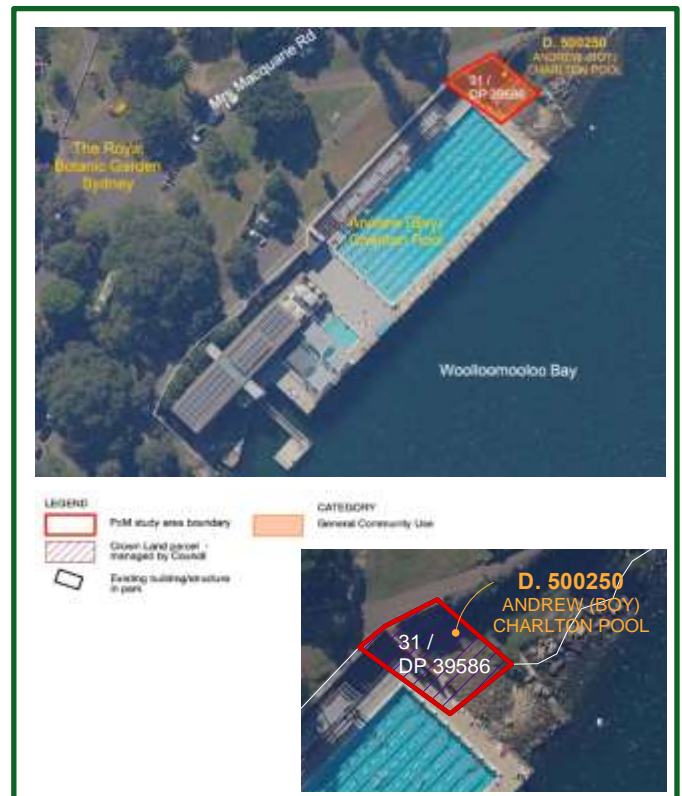 D. 500250
ANDREW (BOY)
CHARLTON POOL
31 /
DP 39586
Mrs Macquarie Rd
The Royal
Botanic Garden
Sydney
Andrew (Boy)
Charlton Pool
Woolloomooloo Bay
LEGEND
PoM study area boundary
Crown Land parcel -
managed by Council
Existing building/structure
in park
CATEGORY
General Community Use
D. 500250
ANDREW (BOY)
CHARLTON POOL
31 /
DP 39586